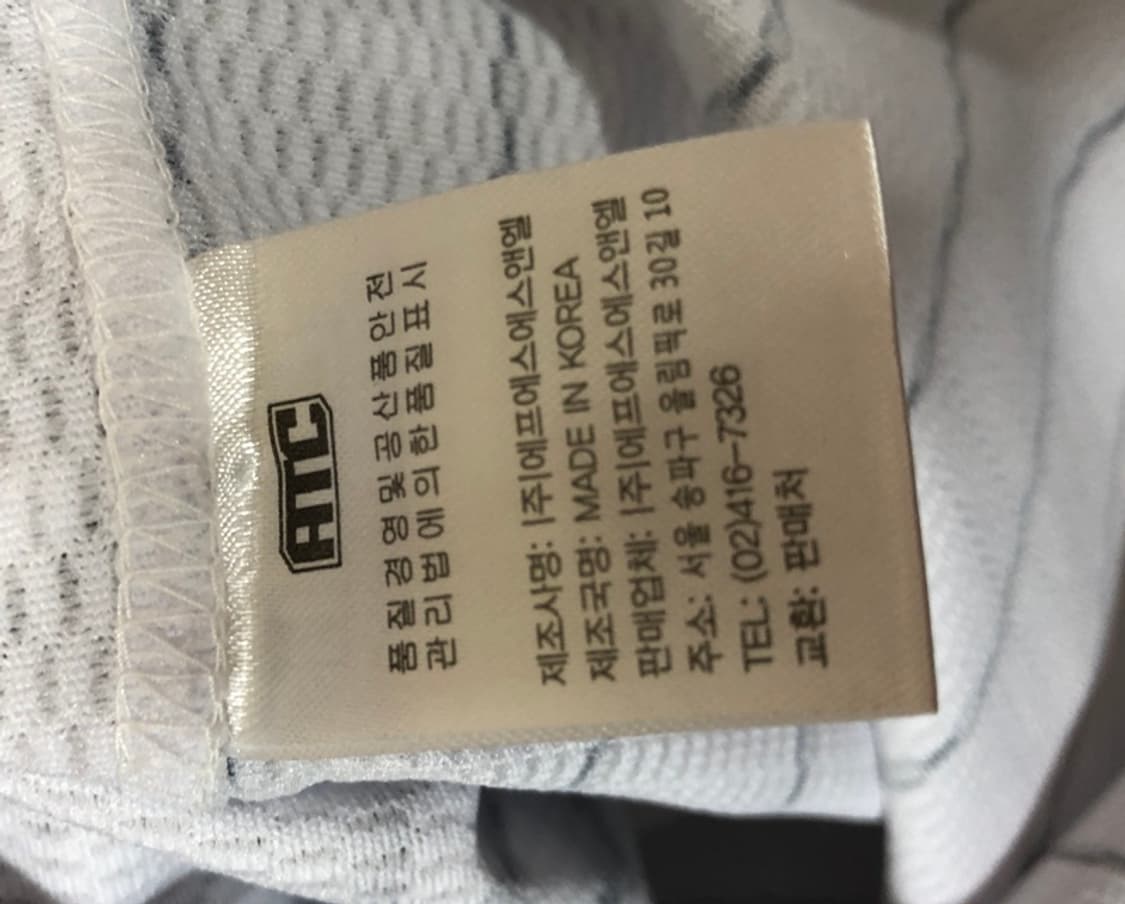 ATC
품질경영및공산품안전
관리법에의한품질표시
제조사명: (주)에프에스에스앤엘
제조국명: MADE IN KOREA
판매업체: (주)에프에스에스앤엘
주소: 서울 송파구 올림픽로 30길 10
TEL: (02)416-7326
교환: 판매처